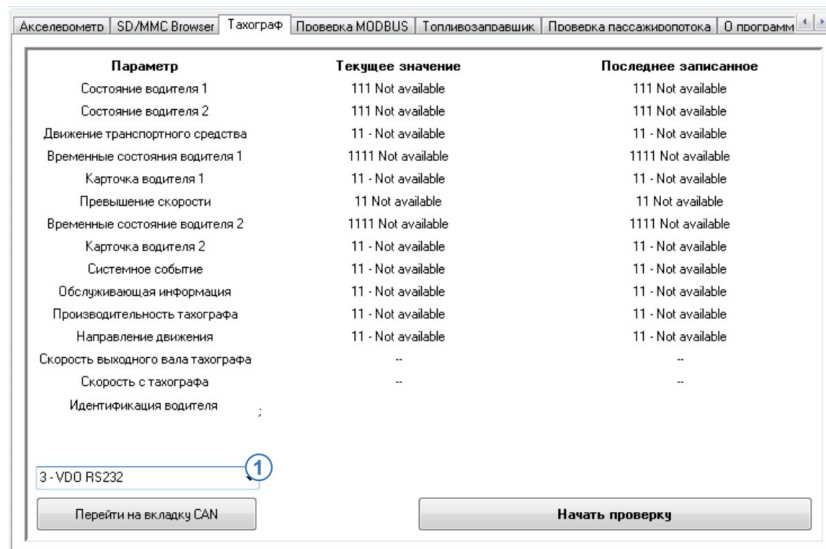 Акселерометр SD/MMC Browser Тахограф Проверка MODBUS Топливозаправщик Проверка пассажиропотока О программ
Параметр Текущее значение Последнее записанное
Состояние водителя 1 111 Not available 111 Not available
Состояние водителя 2 111 Not available 111 Not available
Движение транспортного средства 11 - Not available 11 - Not available
Временные состояния водителя 1 1111 Not available 1111 Not available
Карточка водителя 1 11 - Not available 11 - Not available
Превышение скорости 11 Not available 11 Not available
Временные состояние водителя 2 1111 Not available 1111 Not available
Карточка водителя 2 11 - Not available 11 - Not available
Системное событие 11 - Not available 11 - Not available
Обслуживающая информация 11 - Not available 11 - Not available
Производительность тахографа 11 - Not available 11 - Not available
Направление движения 11 - Not available 11 - Not available
Скорость выходного вала тахографа -- --
Скорость с тахографа -- --
Идентификация водителя ;
3 - VDO RS232 1
Перейти на вкладку CAN Начать проверку